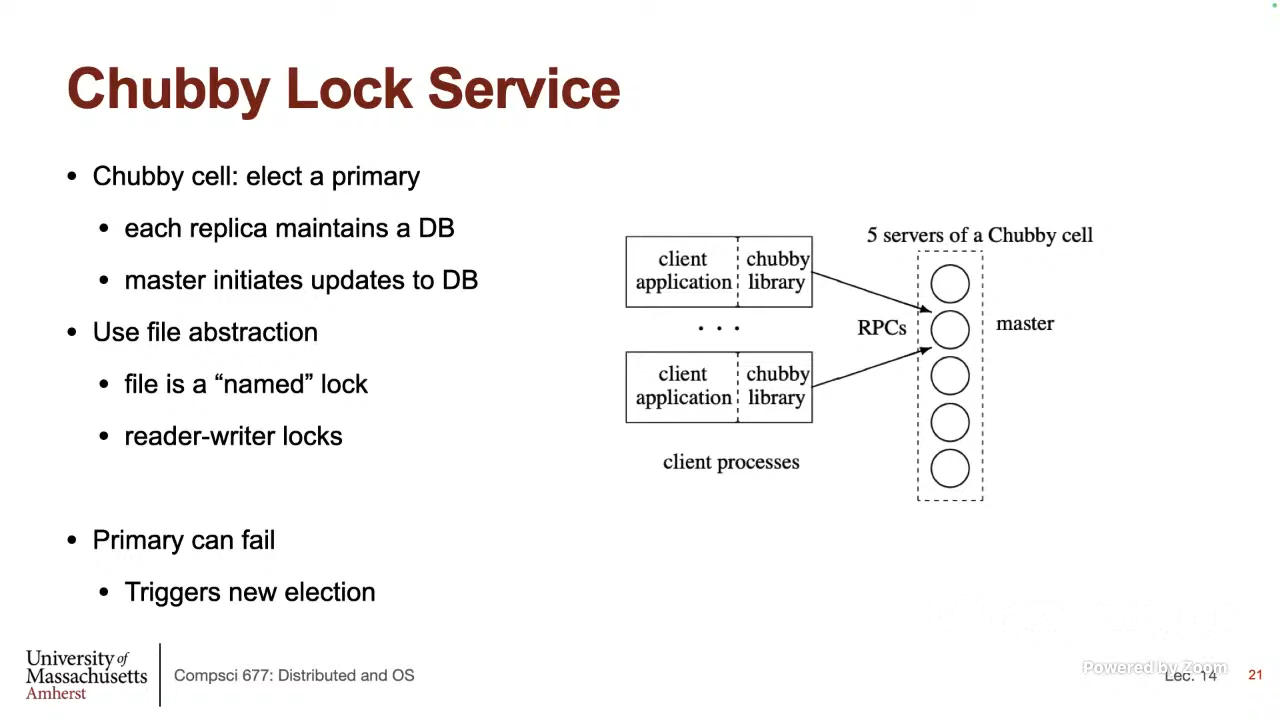 Chubby Lock Service
• Chubby cell: elect a primary
• each replica maintains a DB
• master initiates updates to DB
• Use file abstraction
• file is a “named” lock
• reader-writer locks
• Primary can fail
• Triggers new election
5 servers of a Chubby cell
client application
chubby library
. . .
RPCs
master
client application
chubby library
client processes
University of
Massachusetts
Amherst
Compsci 677: Distributed and OS
Powered by Zoom
Lec. 14
21